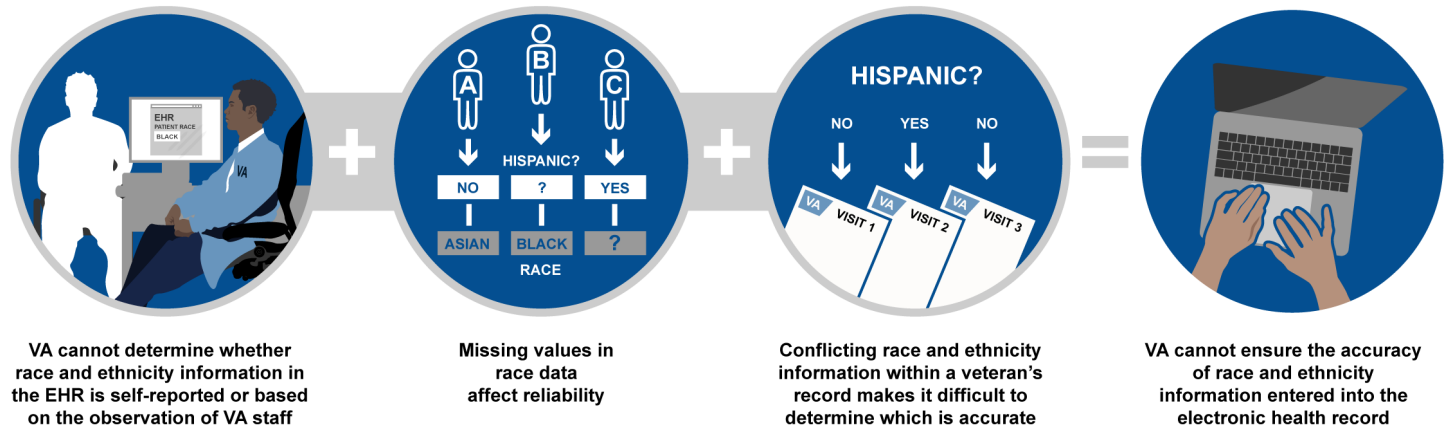 EHR
PATIENT RACE
BLACK
VA
A
B
C
HISPANIC?
NO
?
YES
ASIAN
BLACK
?
RACE
HISPANIC?
NO
YES
NO
VA
VISIT 1
VA
VISIT 2
VA
VISIT 3
VA cannot determine whether
race and ethnicity information in
the EHR is self-reported or based
on the observation of VA staff
Missing values in
race data
affect reliability
Conflicting race and ethnicity
information within a veteran’s
record makes it difficult to
determine which is accurate
VA cannot ensure the accuracy
of race and ethnicity
information entered into the
electronic health record